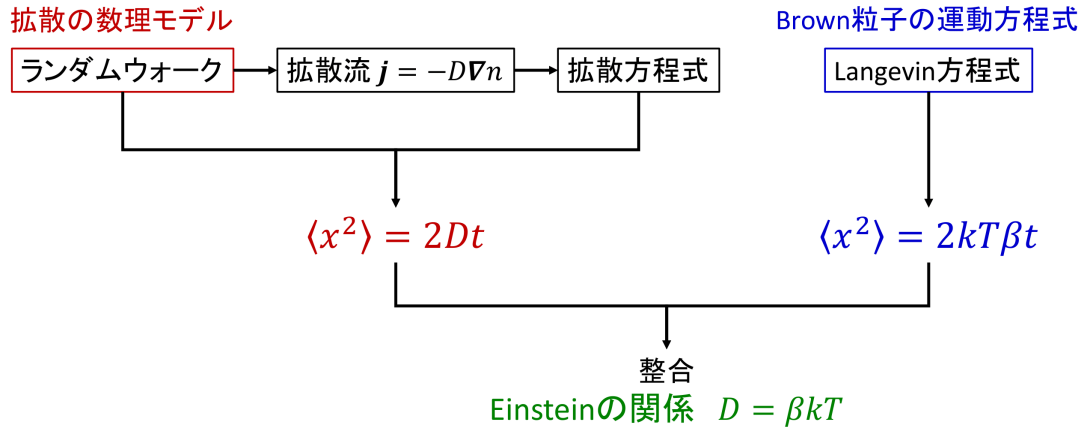 拡散の数理モデル
Brown粒子の運動方程式
ランダムウォーク
拡散流 j = −D∇n
拡散方程式
Langevin方程式
⟨x²⟩ = 2Dt
⟨x²⟩ = 2kTβt
整合
Einsteinの関係 D = βkT